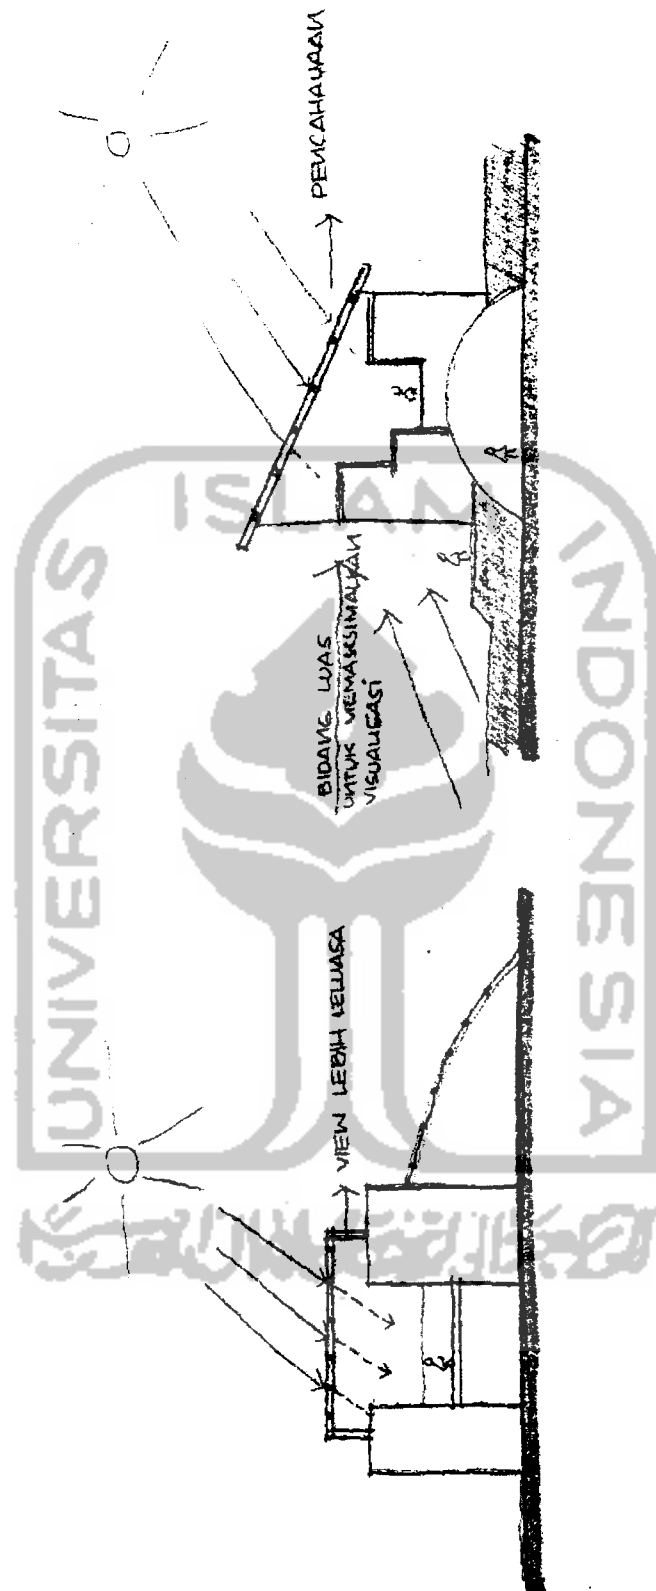 VIEW LEBIH LELUASA
BIDANG LUAS
UNTUK MEMAKSIMALKAN
VISUALISASI
PENCAHAYAAN
UNIVERSITAS
ISLAM
INDONESIA